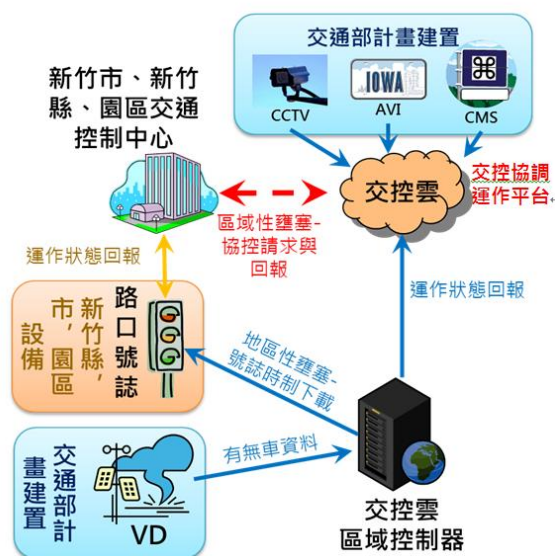 交通部計畫建置
IOWA
CCTV
AVI
CMS
新竹市、新竹
縣、園區交通
控制中心
交控雲
交控協調
運作平台
區域性壅塞-
協控請求與
回報
運作狀態回報
運作狀態回報
路口號誌
新竹縣,
市,園區
設備
地區性壅塞-
號誌時制下載
有無車資料
交通部計
畫建置
VD
交控雲
區域控制器